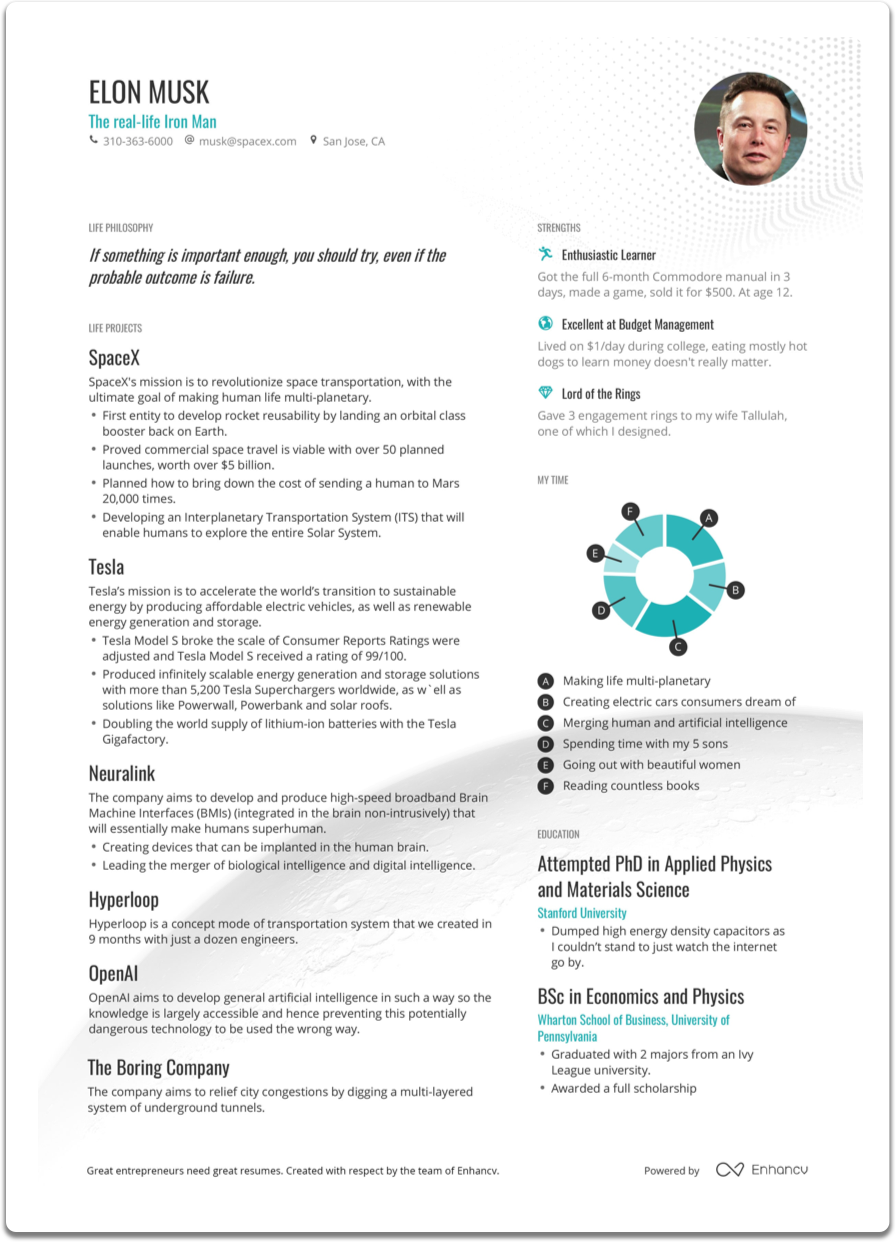 ELON MUSK
The real-life Iron Man
310-363-6000 @ musk@spacex.com San Jose, CA
LIFE PHILOSOPHY
If something is important enough, you should try, even if the
probable outcome is failure.
LIFE PROJECTS
SpaceX
SpaceX's mission is to revolutionize space transportation, with the
ultimate goal of making human life multi-planetary.
• First entity to develop rocket reusability by landing an orbital class
booster back on Earth.
• Proved commercial space travel is viable with over 50 planned
launches, worth over $5 billion.
• Planned how to bring down the cost of sending a human to Mars
20,000 times.
• Developing an Interplanetary Transportation System (ITS) that will
enable humans to explore the entire Solar System.
Tesla
Tesla's mission is to accelerate the world's transition to sustainable
energy by producing affordable electric vehicles, as well as renewable
energy generation and storage.
• Tesla Model S broke the scale of Consumer Reports Ratings were
adjusted and Tesla Model S received a rating of 99/100.
• Produced infinitely scalable energy generation and storage solutions
with more than 5,200 Tesla Superchargers worldwide, as w`ell as
solutions like Powerwall, Powerbank and solar roofs.
• Doubling the world supply of lithium-ion batteries with the Tesla
Gigafactory.
Neuralink
The company aims to develop and produce high-speed broadband Brain
Machine Interfaces (BMIs) (integrated in the brain non-intrusively) that
will essentially make humans superhuman.
• Creating devices that can be implanted in the human brain.
• Leading the merger of biological intelligence and digital intelligence.
Hyperloop
Hyperloop is a concept mode of transportation system that we created in
9 months with just a dozen engineers.
OpenAI
OpenAI aims to develop general artificial intelligence in such a way so the
knowledge is largely accessible and hence preventing this potentially
dangerous technology to be used the wrong way.
The Boring Company
The company aims to relief city congestions by digging a multi-layered
system of underground tunnels.
STRENGTHS
Enthusiastic Learner
Got the full 6-month Commodore manual in 3
days, made a game, sold it for $500. At age 12.
Excellent at Budget Management
Lived on $1/day during college, eating mostly hot
dogs to learn money doesn't really matter.
Lord of the Rings
Gave 3 engagement rings to my wife Tallulah,
one of which I designed.
MY TIME
F
A
E
B
D
C
A Making life multi-planetary
B Creating electric cars consumers dream of
C Merging human and artificial intelligence
D Spending time with my 5 sons
E Going out with beautiful women
F Reading countless books
EDUCATION
Attempted PhD in Applied Physics
and Materials Science
Stanford University
• Dumped high energy density capacitors as
I couldn't stand to just watch the internet
go by.
BSc in Economics and Physics
Wharton School of Business, University of
Pennsylvania
• Graduated with 2 majors from an Ivy
League university.
• Awarded a full scholarship
Great entrepreneurs need great resumes. Created with respect by the team of Enhancv.
Powered by Enhancv